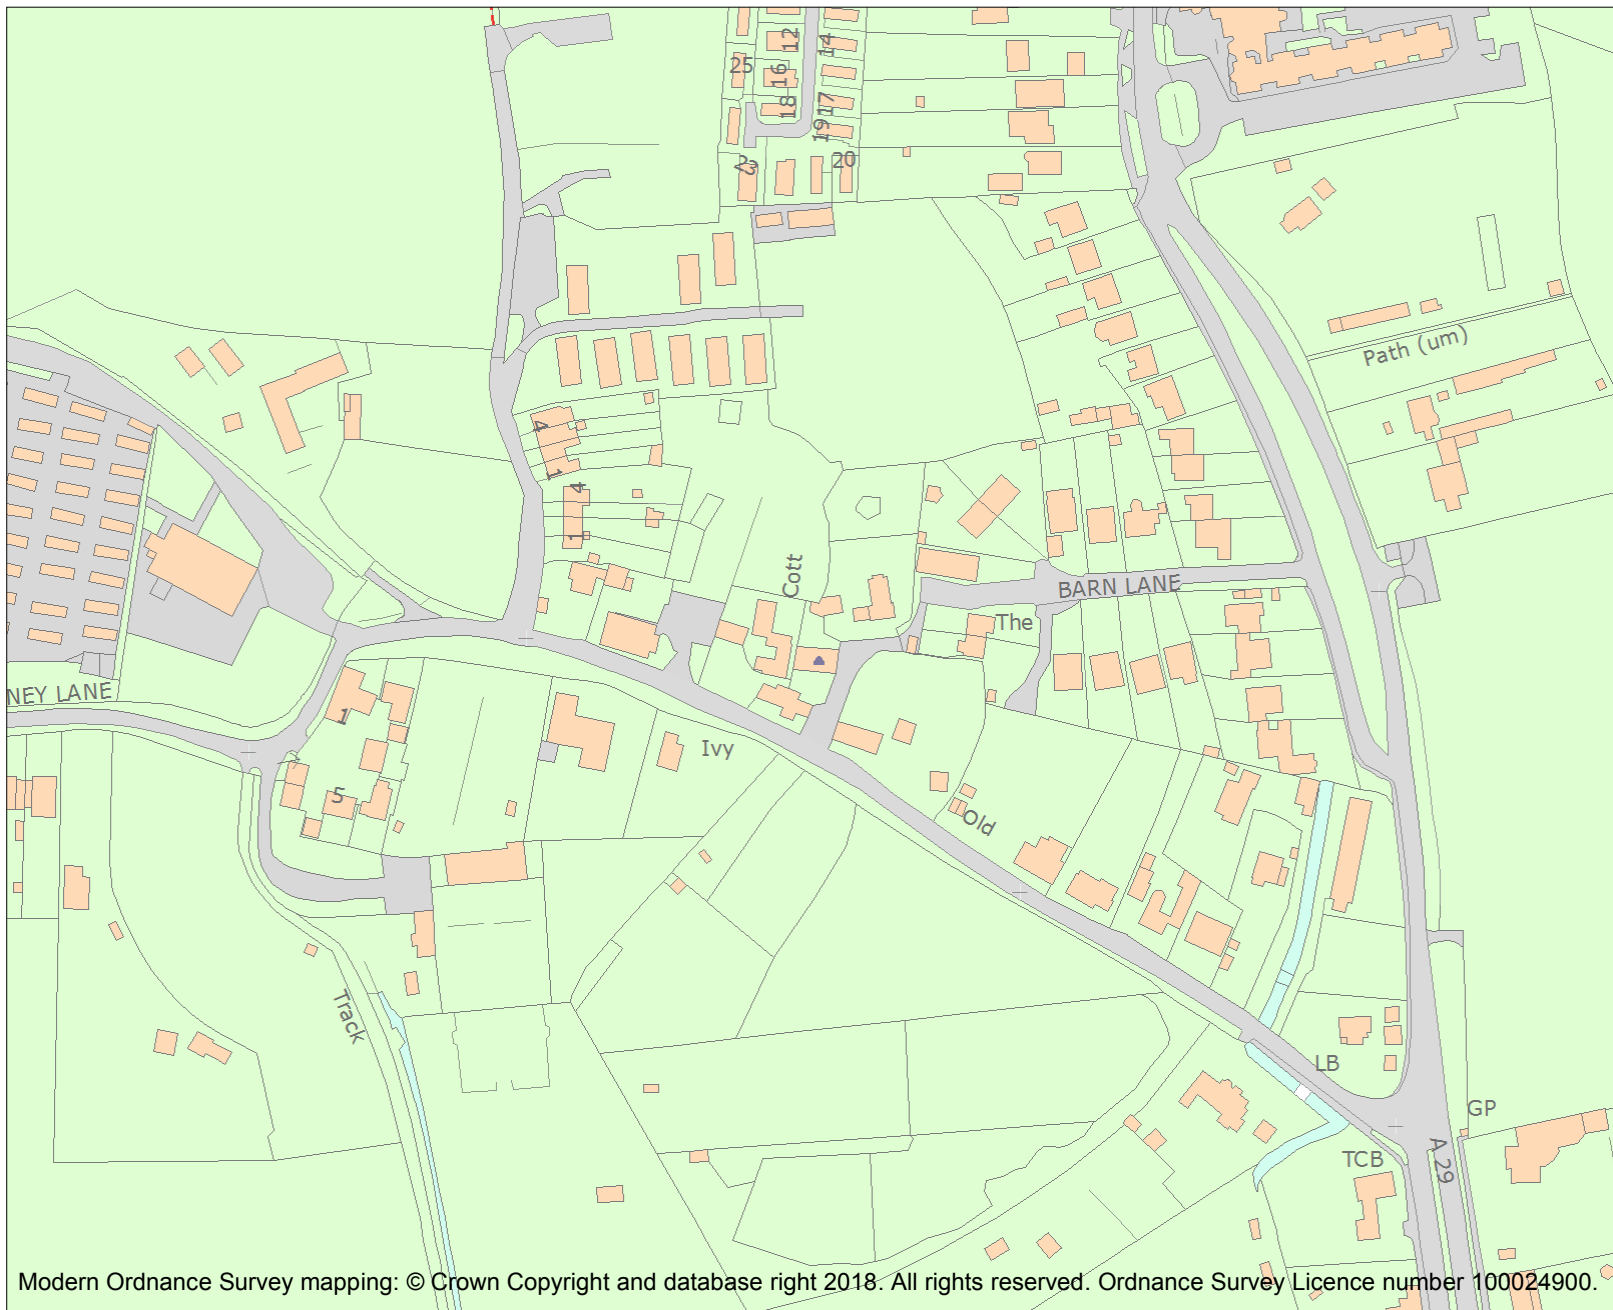 12
14
25
16
18
17
19
23
20
Path (um)
4
1
4
1
Cott
BARN LANE
The
NEY LANE
1
Ivy
5
Old
Track
LB
GP
TCB
A 29
Modern Ordnance Survey mapping: © Crown Copyright and database right 2018. All rights reserved. Ordnance Survey Licence number 100024900.